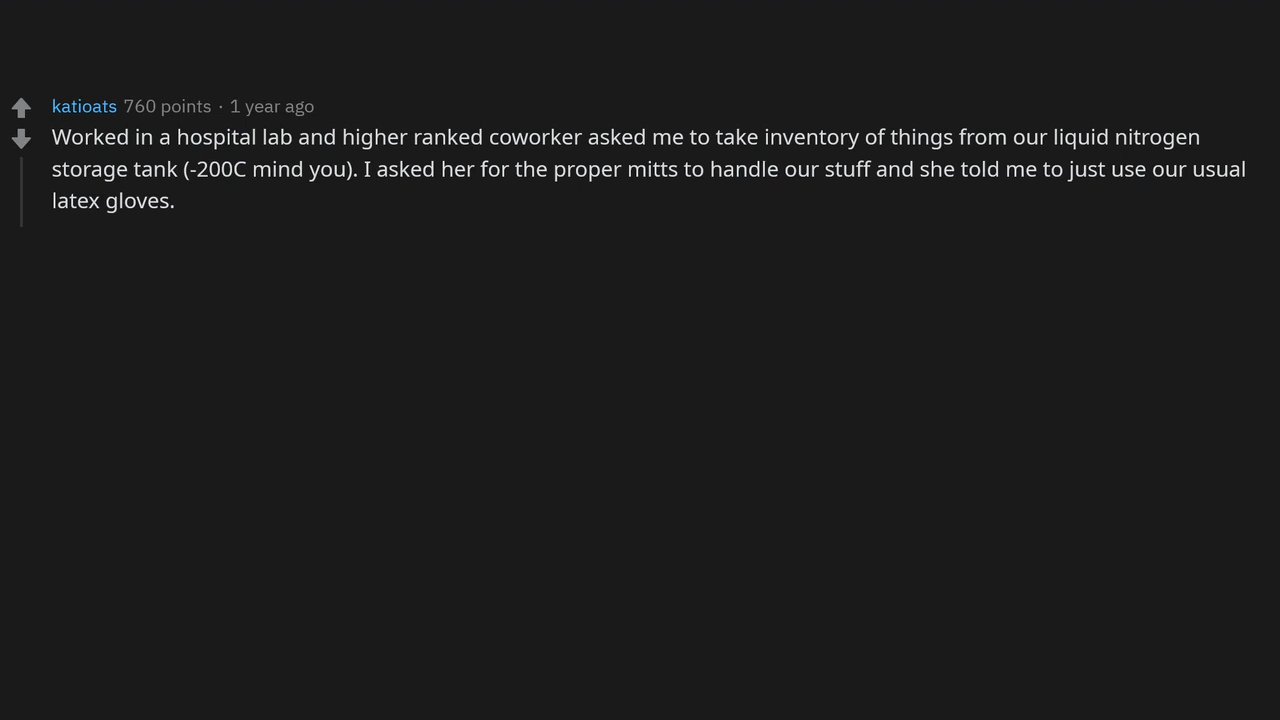 katioats 760 points · 1 year ago
Worked in a hospital lab and higher ranked coworker asked me to take inventory of things from our liquid nitrogen
storage tank (-200C mind you). I asked her for the proper mitts to handle our stuff and she told me to just use our usual
latex gloves.